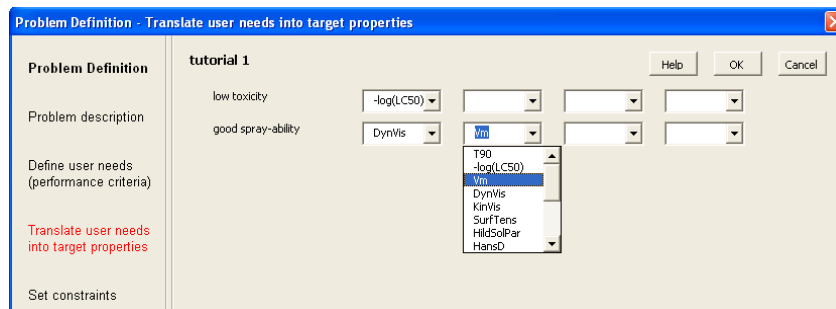 Problem Definition - Translate user needs into target properties
Problem Definition
tutorial 1
Help
OK
Cancel
low toxicity
-log(LC50)
Problem description
good spray-ability
DynVis
Vm
T90
-log(LC50)
Vm
DynVis
KinVis
SurfTens
HildSolPar
HansD
Define user needs
(performance criteria)
Translate user needs
into target properties
Set constraints